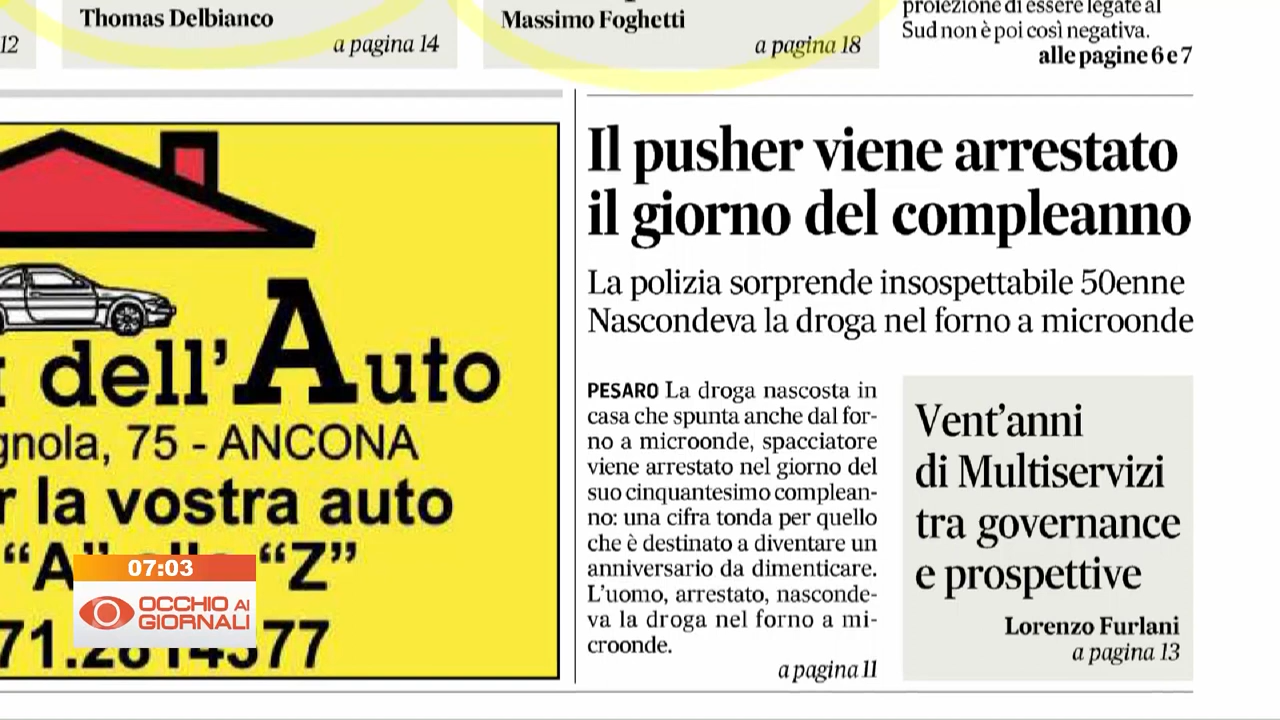 Thomas Delbianco
12
a pagina 14
Massimo Foghetti
a pagina 18
proiezione di essere legate al
Sud non è poi così negativa.
alle pagine 6 e 7
Il pusher viene arrestato
il giorno del compleanno
La polizia sorprende insospettabile 50enne
Nascondeva la droga nel forno a microonde
PESARO La droga nascosta in
casa che spunta anche dal for-
no a microonde, spacciatore
viene arrestato nel giorno del
suo cinquantesimo complean-
no: una cifra tonda per quello
che è destinato a diventare un
anniversario da dimenticare.
L'uomo, arrestato, nasconde-
va la droga nel forno a mi-
croonde.
a pagina 11
Vent'anni
di Multiservizi
tra governance
e prospettive
Lorenzo Furlani
a pagina 13
dell'Auto
75 - ANCONA
la vostra auto
"A" "Z"
07:03
OCCHIO AI
GIORNALI